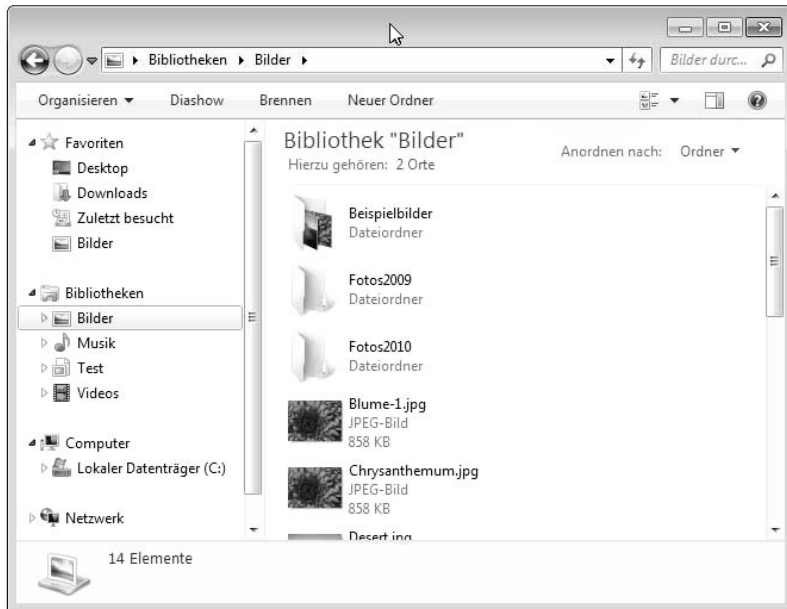 Bibliotheken Bilder
Bilder durc...
Organisieren Diashow Brennen Neuer Ordner
Favoriten
Desktop
Downloads
Zuletzt besucht
Bilder
Bibliotheken
Bilder
Musik
Test
Videos
Computer
Lokaler Datenträger (C:)
Netzwerk
Bibliothek "Bilder"
Hierzu gehören: 2 Orte
Anordnen nach: Ordner
Beispielbilder
Dateiordner
Fotos2009
Dateiordner
Fotos2010
Dateiordner
Blume-1.jpg
JPEG-Bild
858 KB
Chrysanthemum.jpg
JPEG-Bild
858 KB
Desert.jpg
14 Elemente